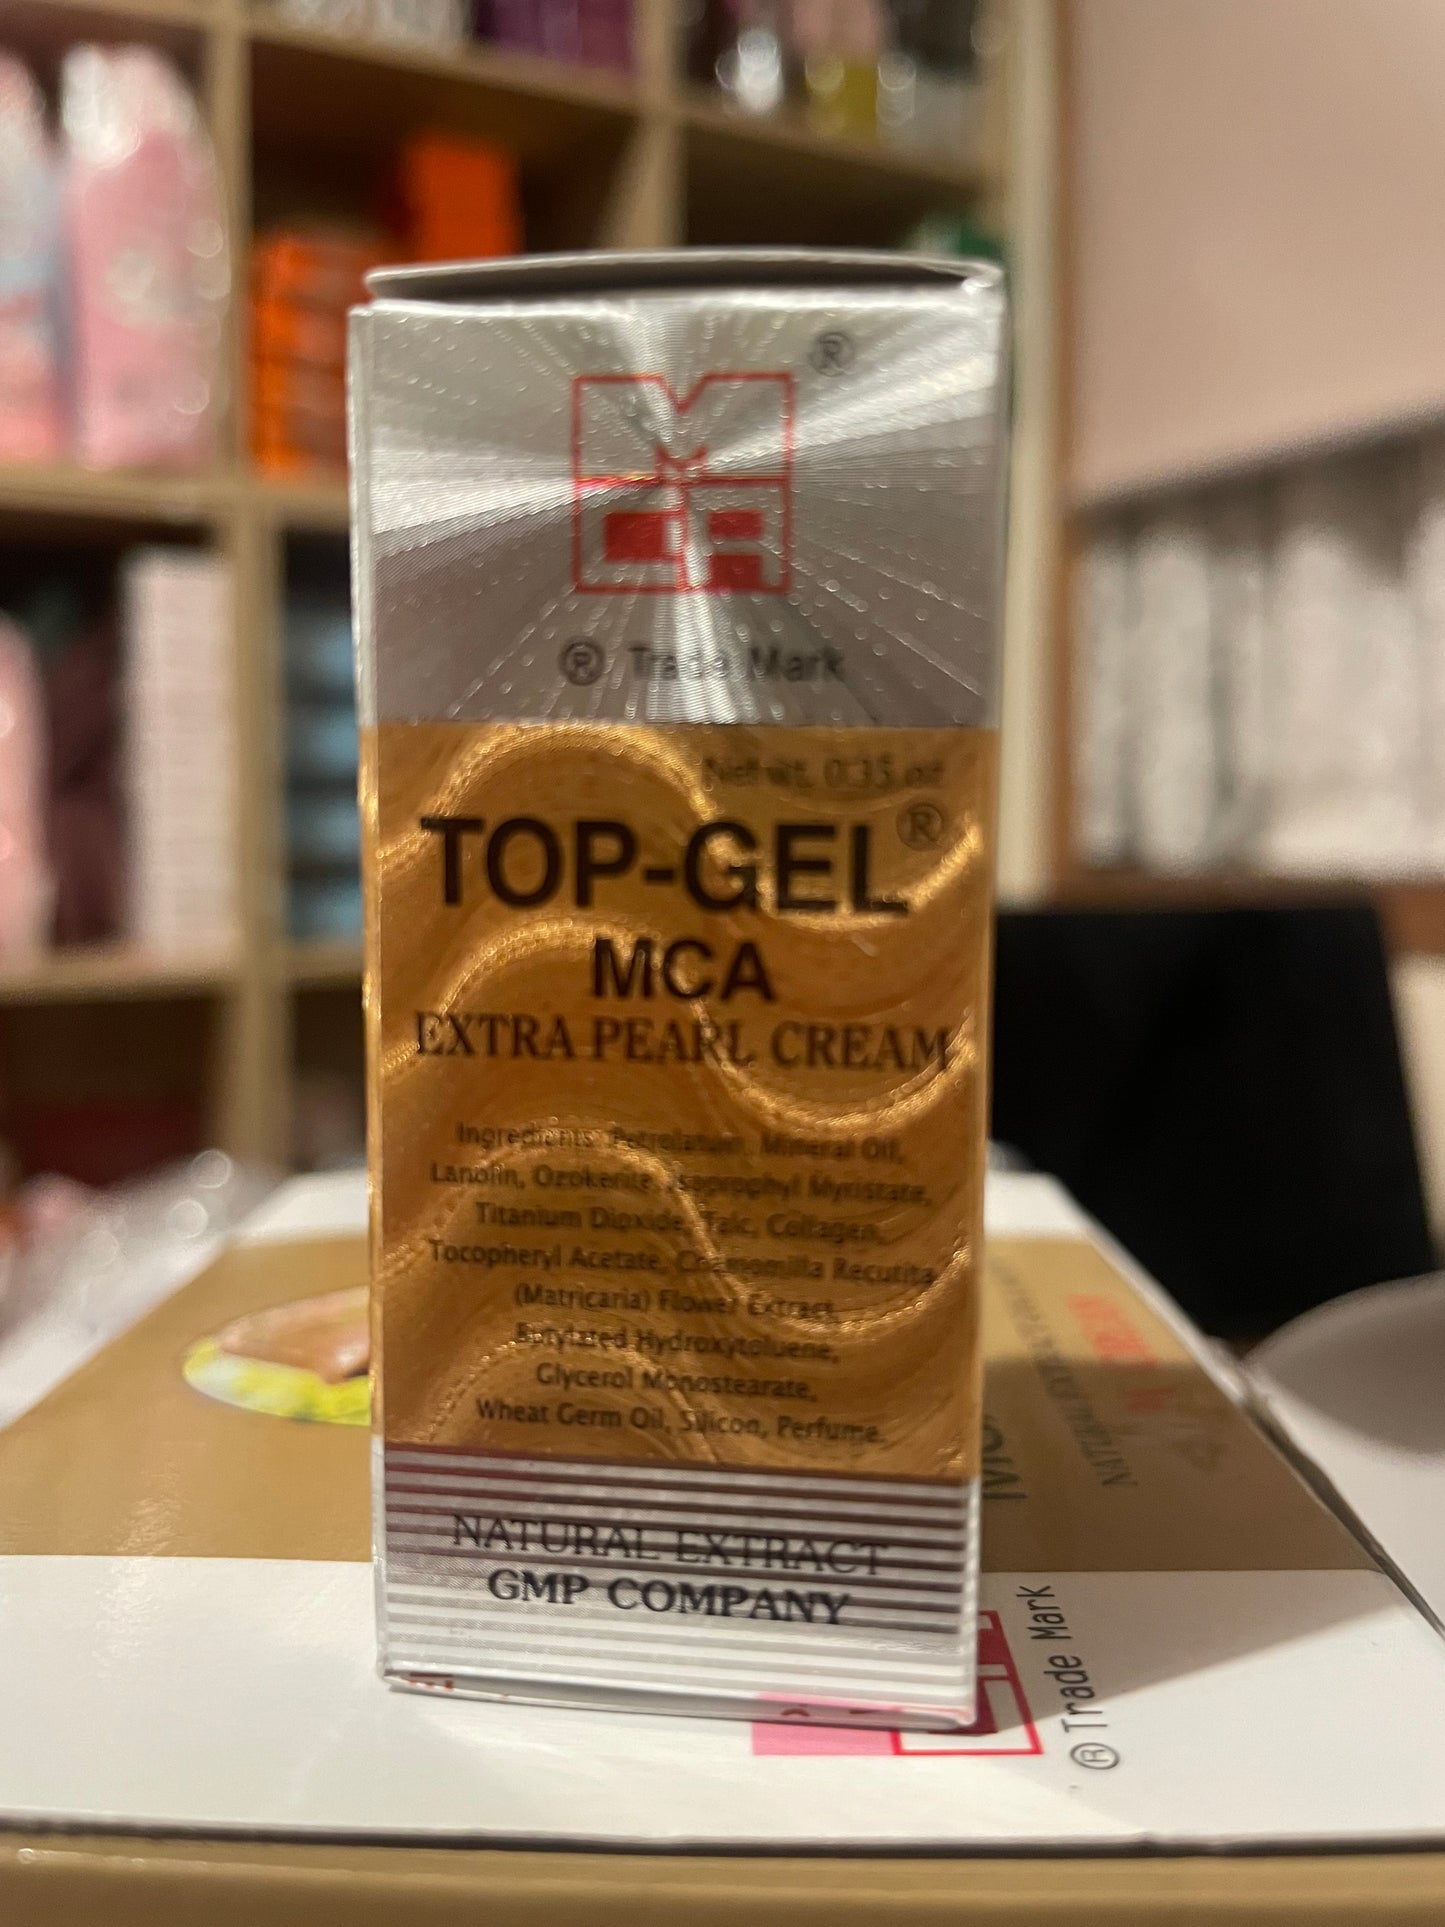 ®
MCA
® Trade Mark
Net wt. 0.35 oz
TOP-GEL®
MCA
EXTRA PEARL CREAM
Ingredients: Petrolatum, Mineral Oil,
Lanolin, Ozokerite, Isoprophyl Myristate,
Titanium Dioxide, Talc, Collagen,
Tocopheryl Acetate, Chamomilla Recutita
(Matricaria) Flower Extract,
Butylated Hydroxytoluene,
Glycerol Monostearate,
Wheat Germ Oil, Silicon, Perfume.
NATURAL EXTRACT
GMP COMPANY
® Trade Mark